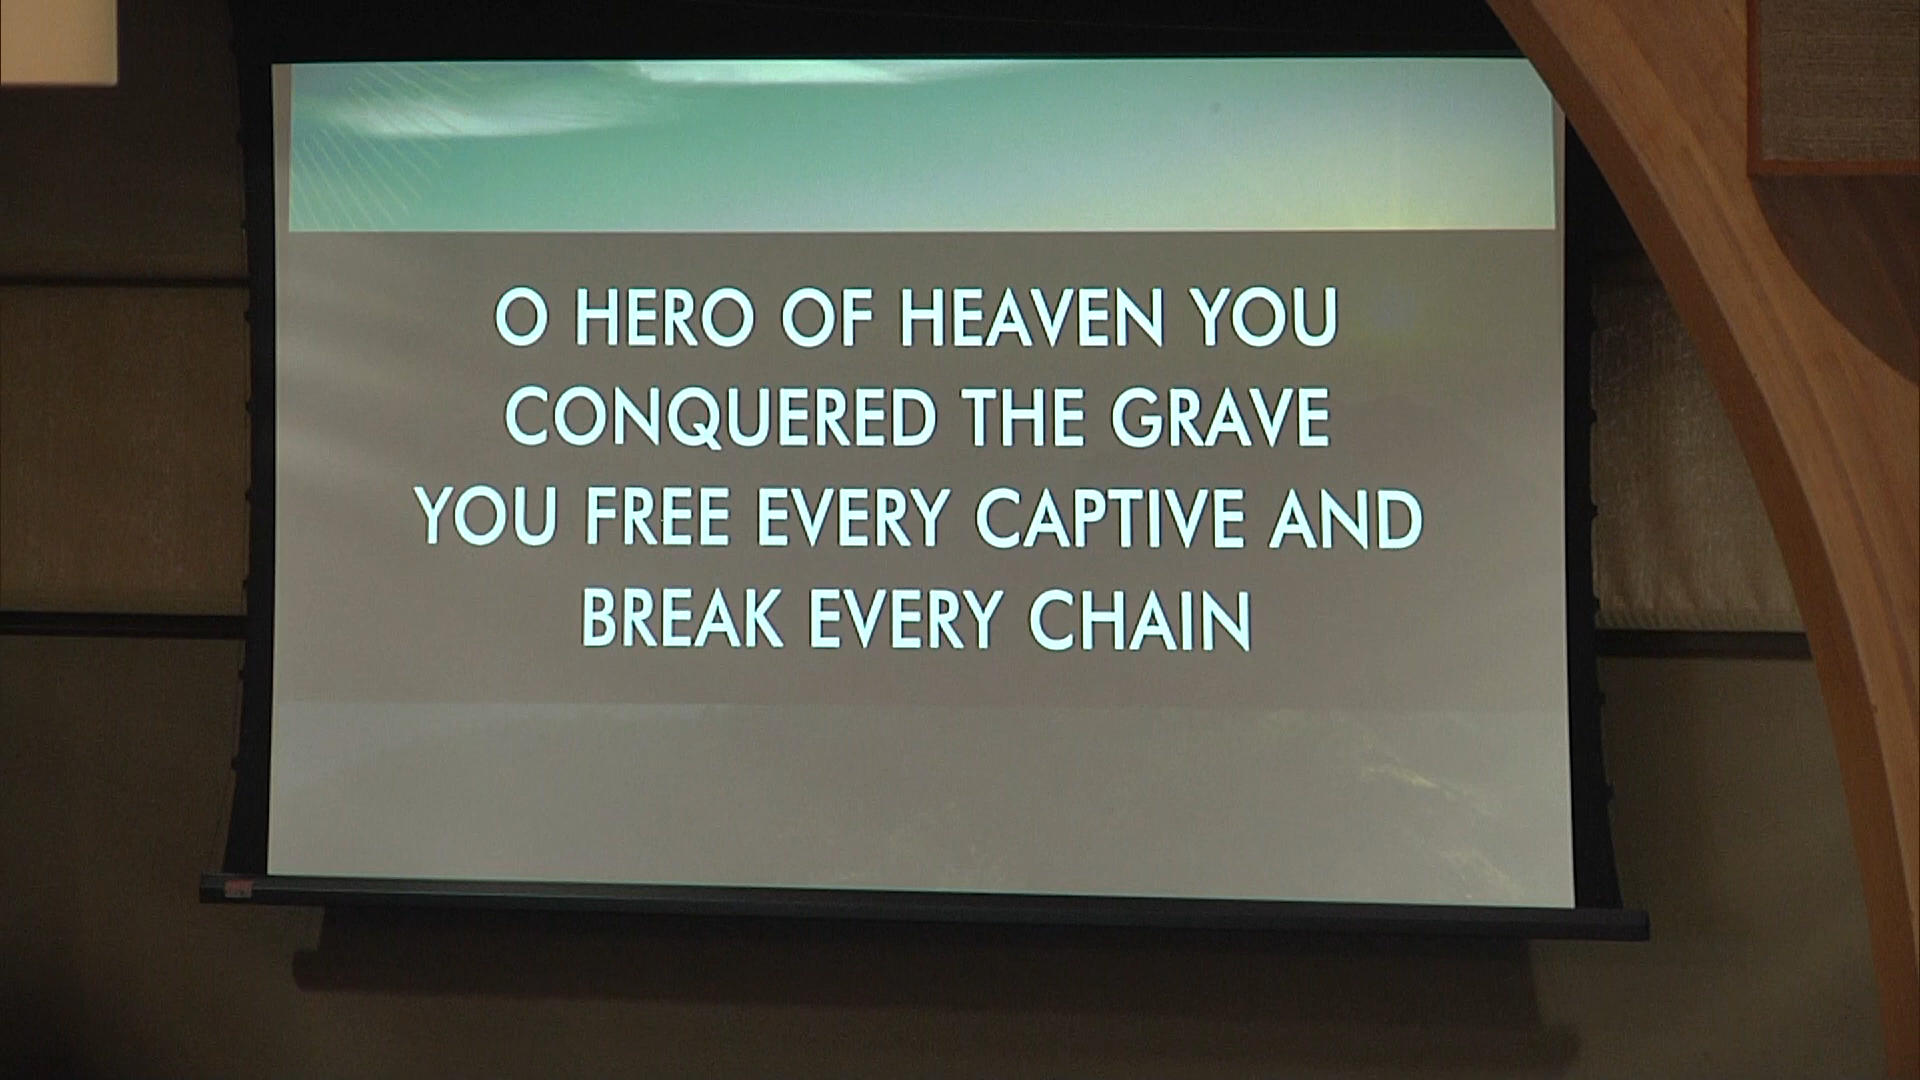 O HERO OF HEAVEN YOU
CONQUERED THE GRAVE
YOU FREE EVERY CAPTIVE AND
BREAK EVERY CHAIN